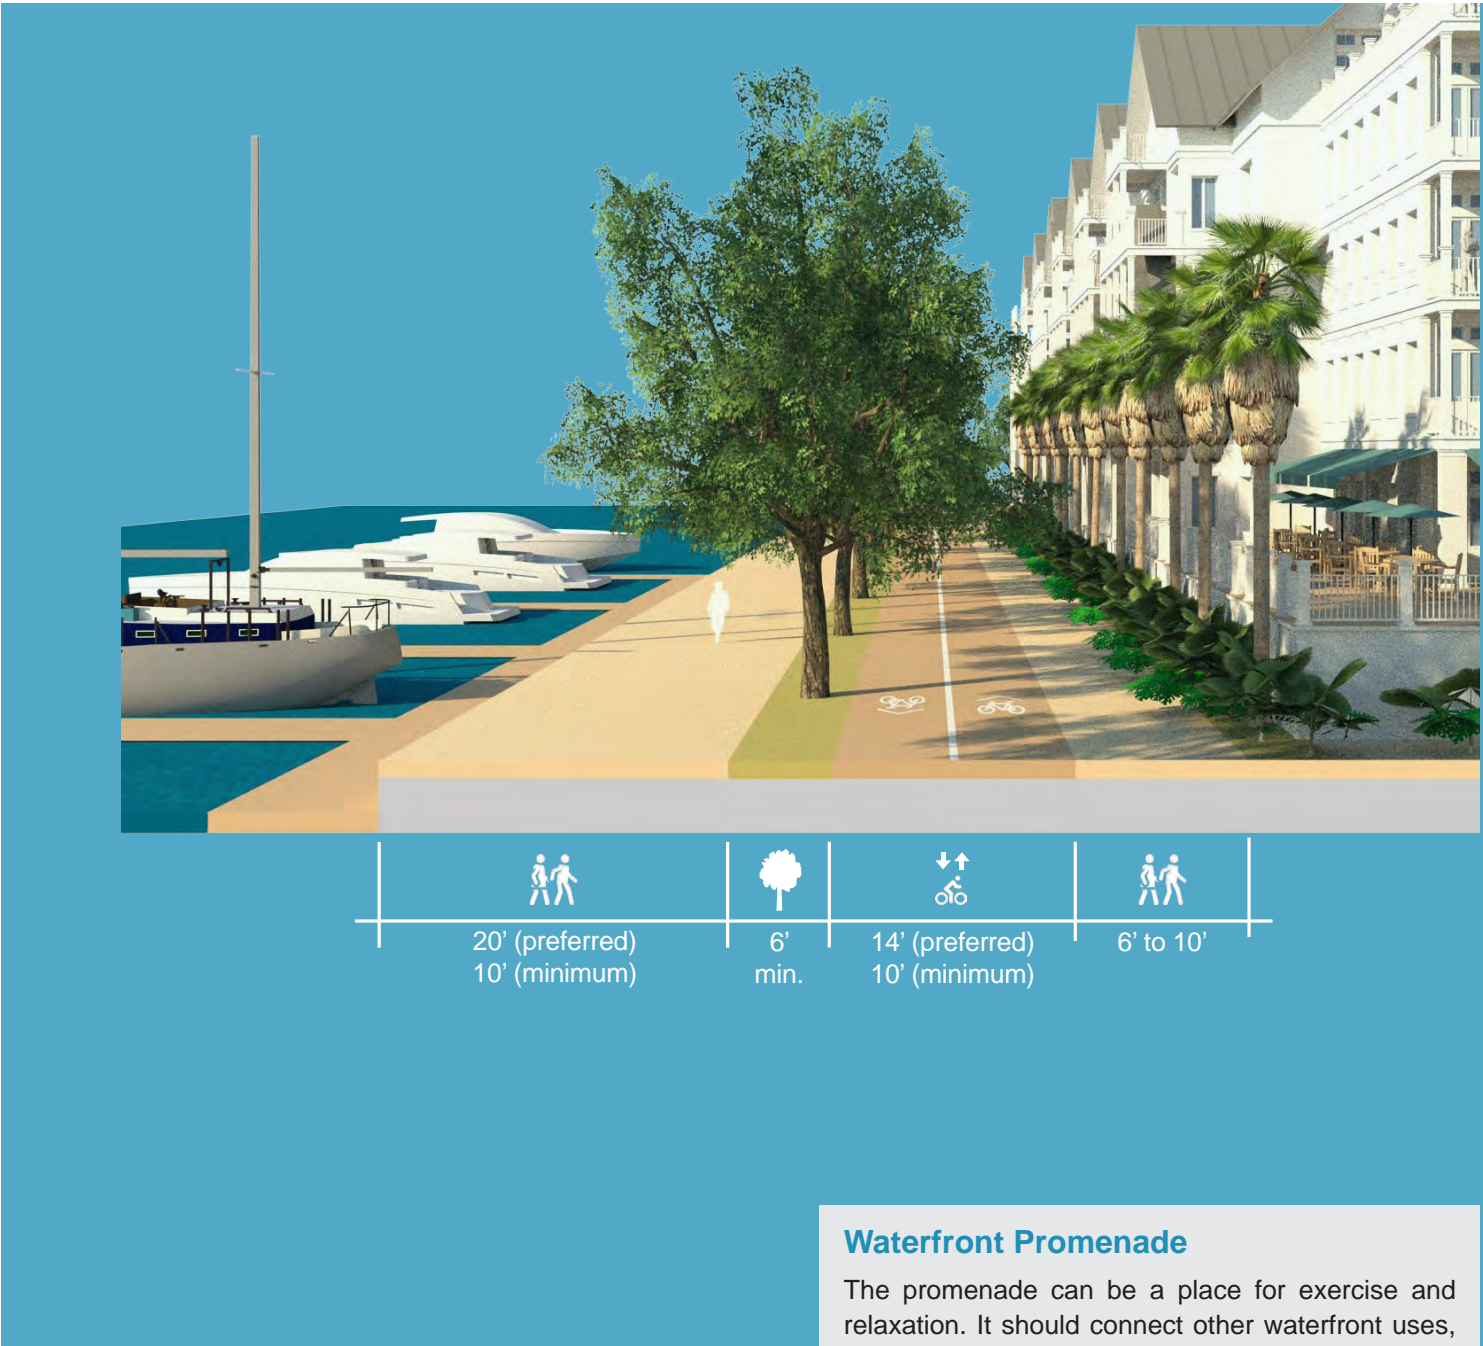 20’ (preferred)
10’ (minimum)
6’
min.
14’ (preferred)
10’ (minimum)
6’ to 10’
Waterfront Promenade
The promenade can be a place for exercise and
relaxation. It should connect other waterfront uses,